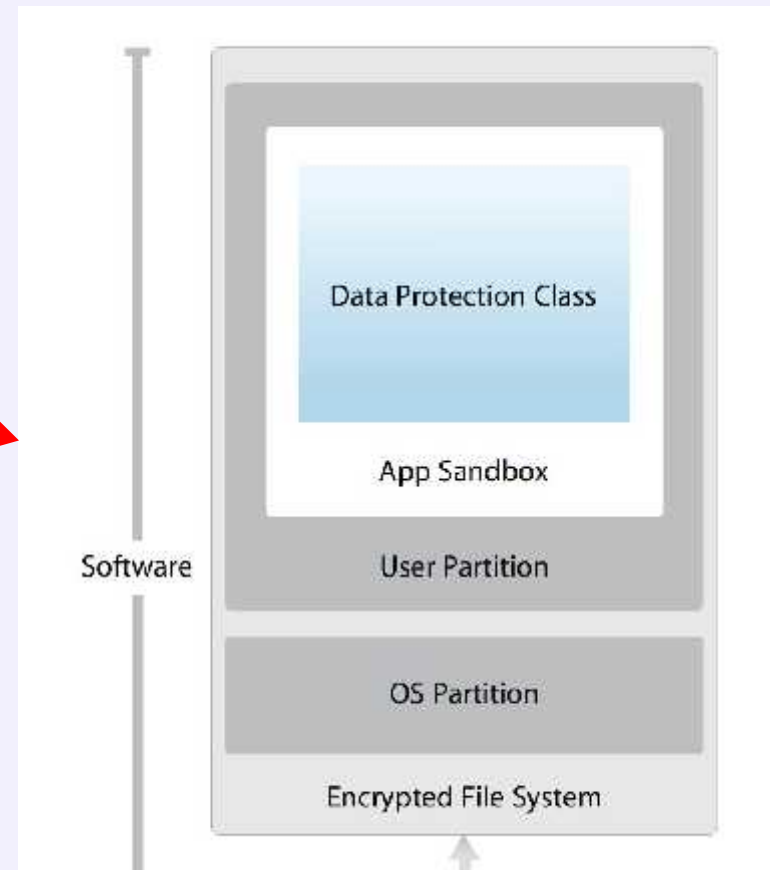 Data Protection Class
App Sandbox
Software
User Partition
OS Partition
Encrypted File System